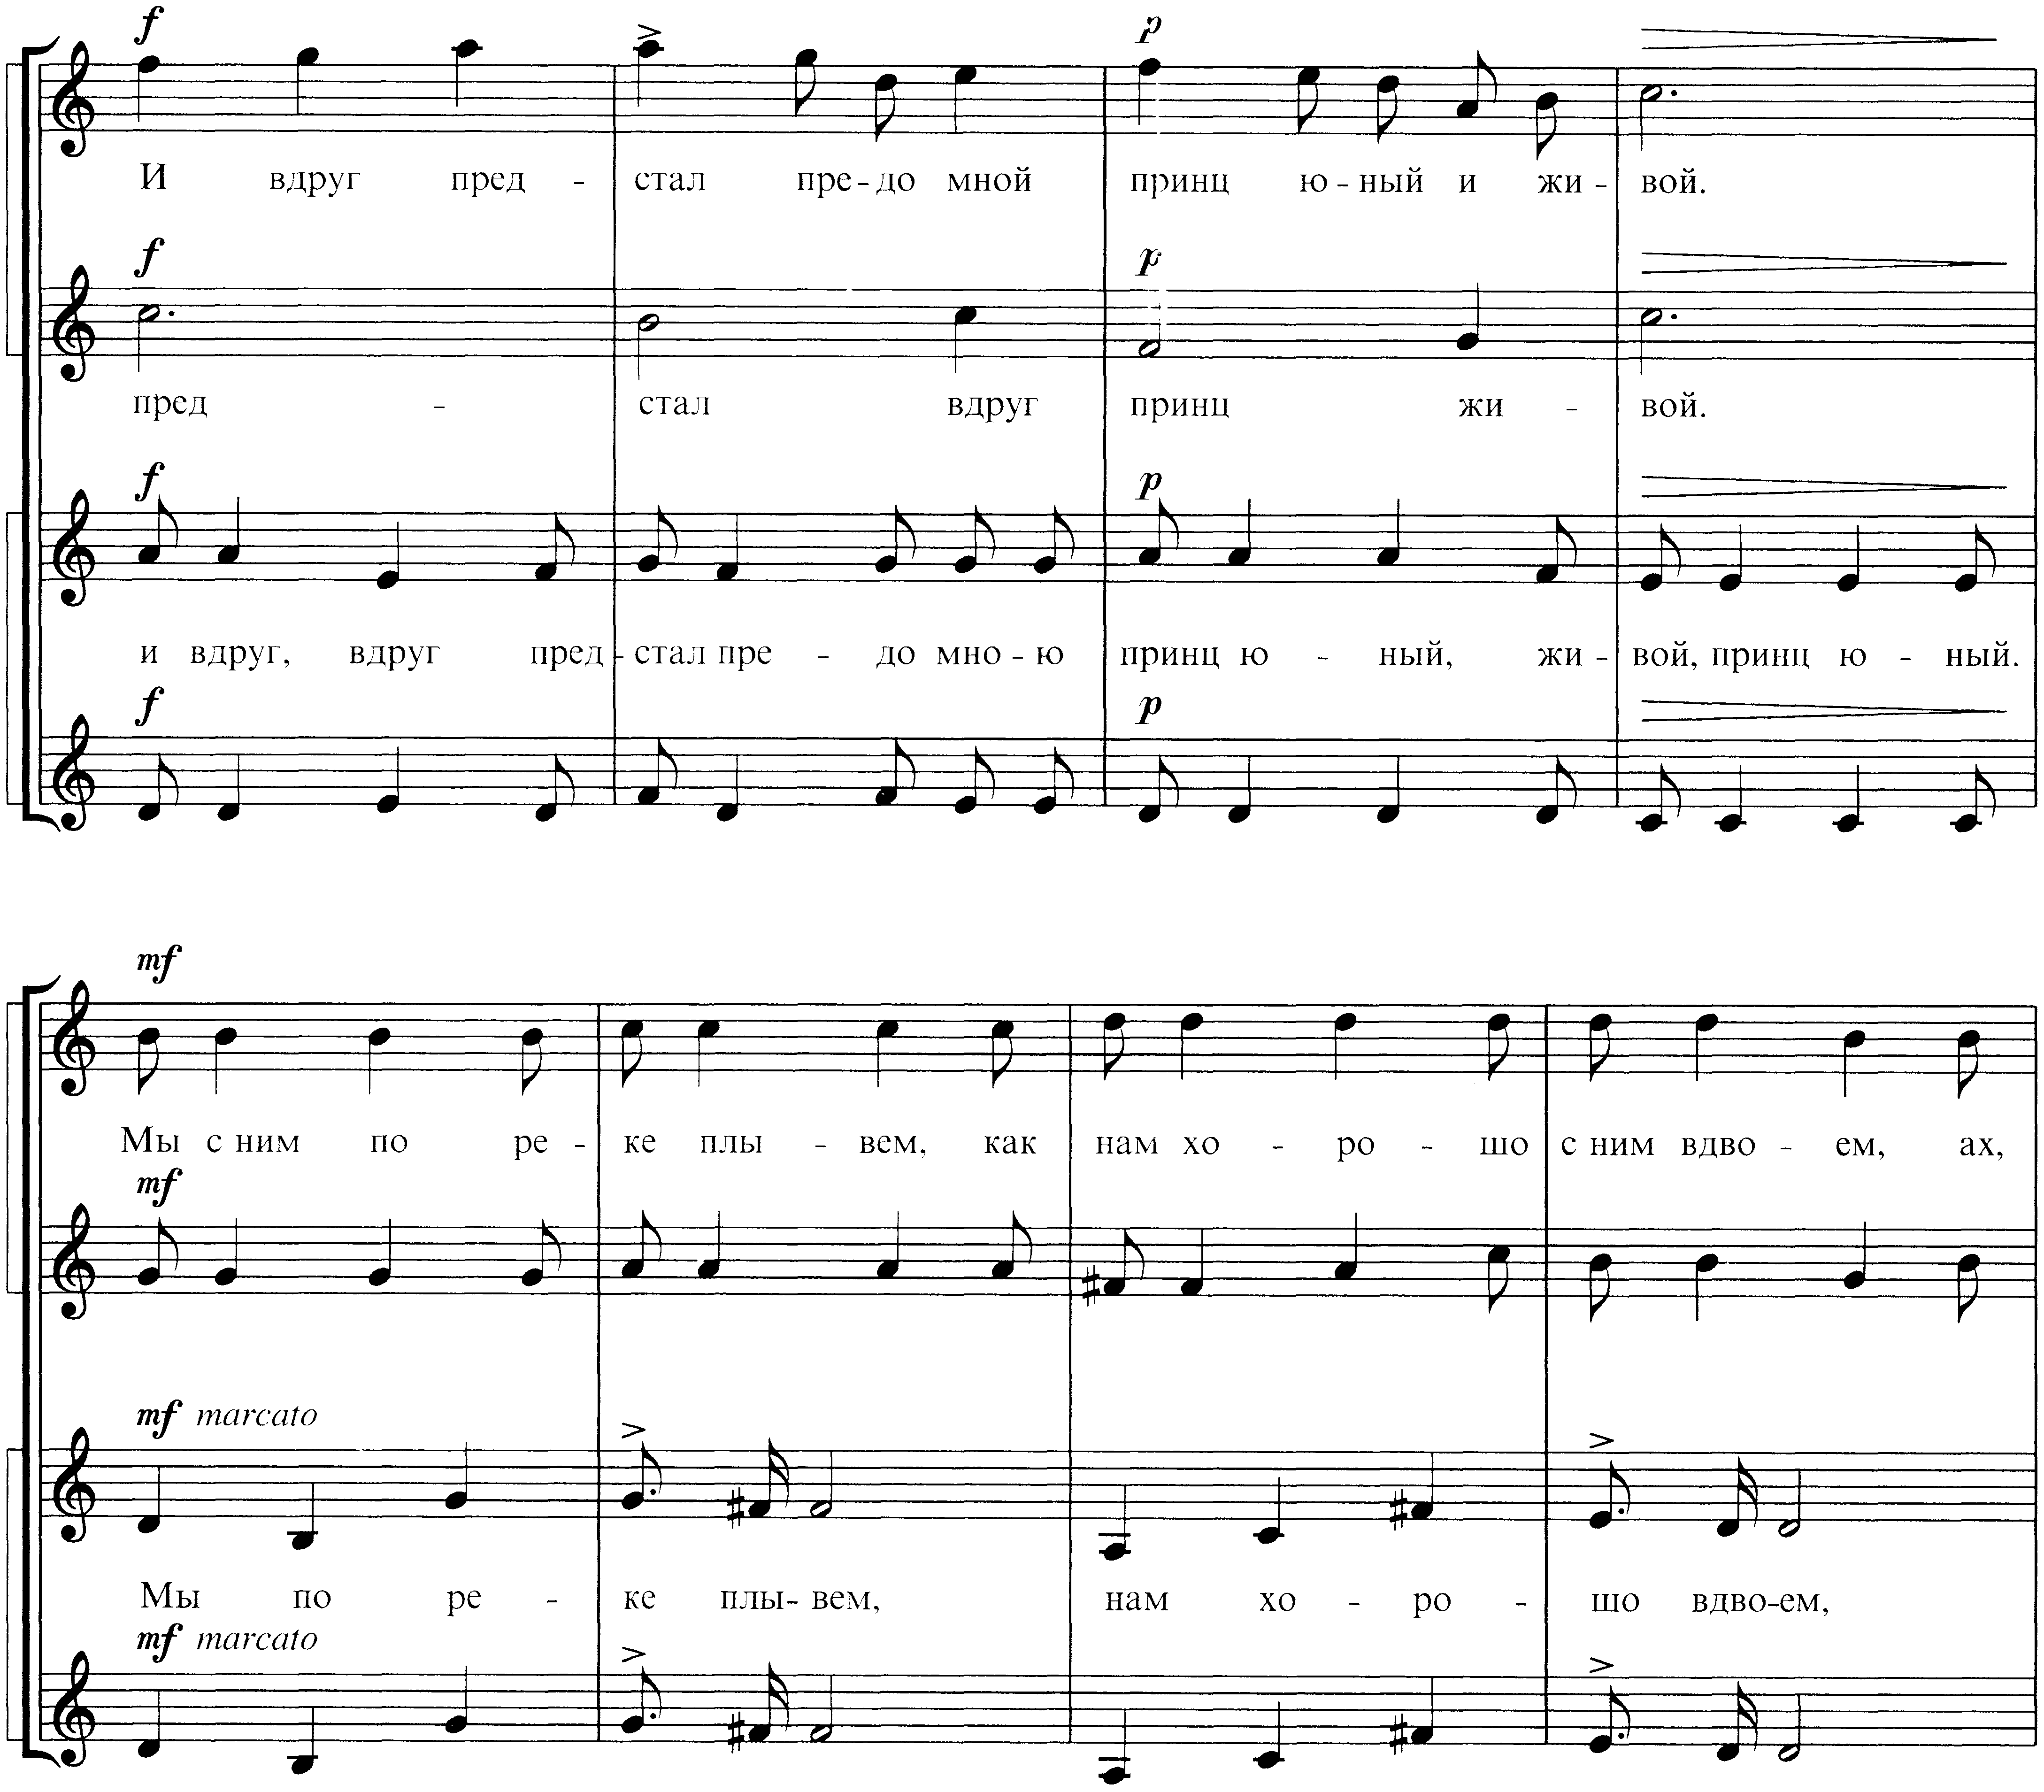 f p
И вдруг пред - стал пре - до мной принц ю - ный и жи - вой.
f p
пред - стал вдруг принц жи - вой.
f p
и вдруг, вдруг пред - стал пре - до мно - ю принц ю - ный, жи - вой, принц ю - ный.
f p
mf
Мы с ним по ре - ке плы - вем, как нам хо - ро - шо с ним вдво - ем, ах,
mf
mf marcato
Мы по ре - ке плы - вем, нам хо - ро - шо вдво - ем,
mf marcato